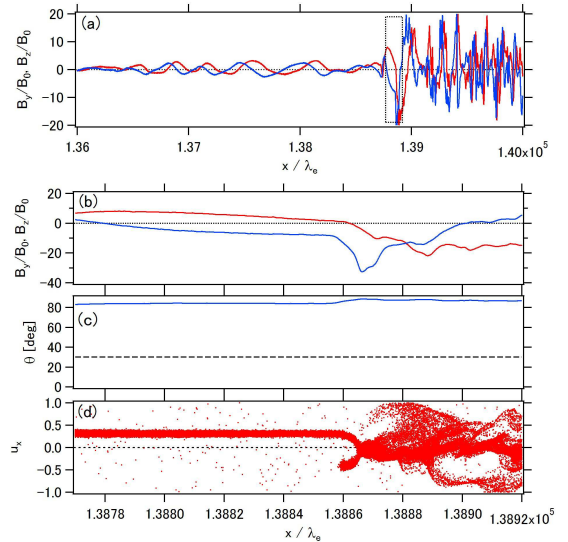 (a)
B_y/B_0, B_z/B_0
20
10
0
-10
-20
1.36
1.37
1.38
1.39
1.40x10^5
x / λ_e
(b)
B_y/B_0, B_z/B_0
20
0
-20
-40
(c)
θ [deg]
80
60
40
20
0
(d)
u_x
1.0
0.5
0.0
-0.5
-1.0
1.3878
1.3880
1.3882
1.3884
1.3886
1.3888
1.3890
1.3892x10^5
x / λ_e